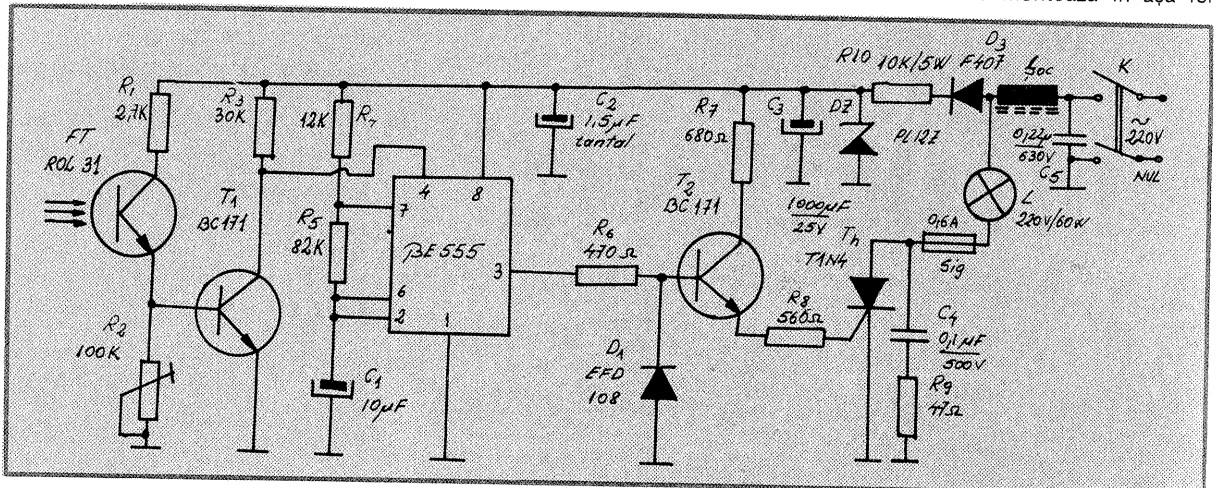 R1
2,7K
FT
ROL 31
R2
100K
T1
BC171
R3
30K
12K
R5
82K
C1
10µF
4
8
7
6
2
3
1
βE555
C2
1,5µF
tantal
R6
470Ω
D1
EFD
108
R7
680Ω
T2
BC171
R8
560Ω
C3
1000µF
25V
DZ
PL12Z
R10
10K/5W
D3
F407
Șoc
K
~
220V
NUL
0,22µ
630V
C5
L
220V/60W
0,6A
Sig
Th
T1N4
C4
0,1µF
500V
R9
47Ω